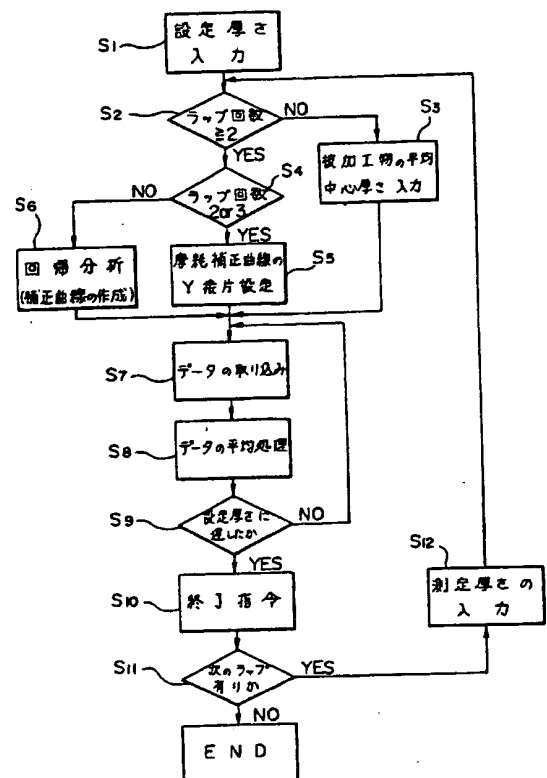 S1
設定厚さ
入力
S2
ラップ回数
≧2
NO
YES
S3
被加工物の平均
中心厚さ入力
S4
ラップ回数
2or3
NO
YES
S6
回帰分析
(補正曲線の作成)
S5
摩耗補正曲線の
Y切片設定
S7
データの取り込み
S8
データの平均処理
S9
設定厚さに
達したか
NO
YES
S10
終了指令
S11
次のラップ
有りか
YES
NO
S12
測定厚さの
入力
END